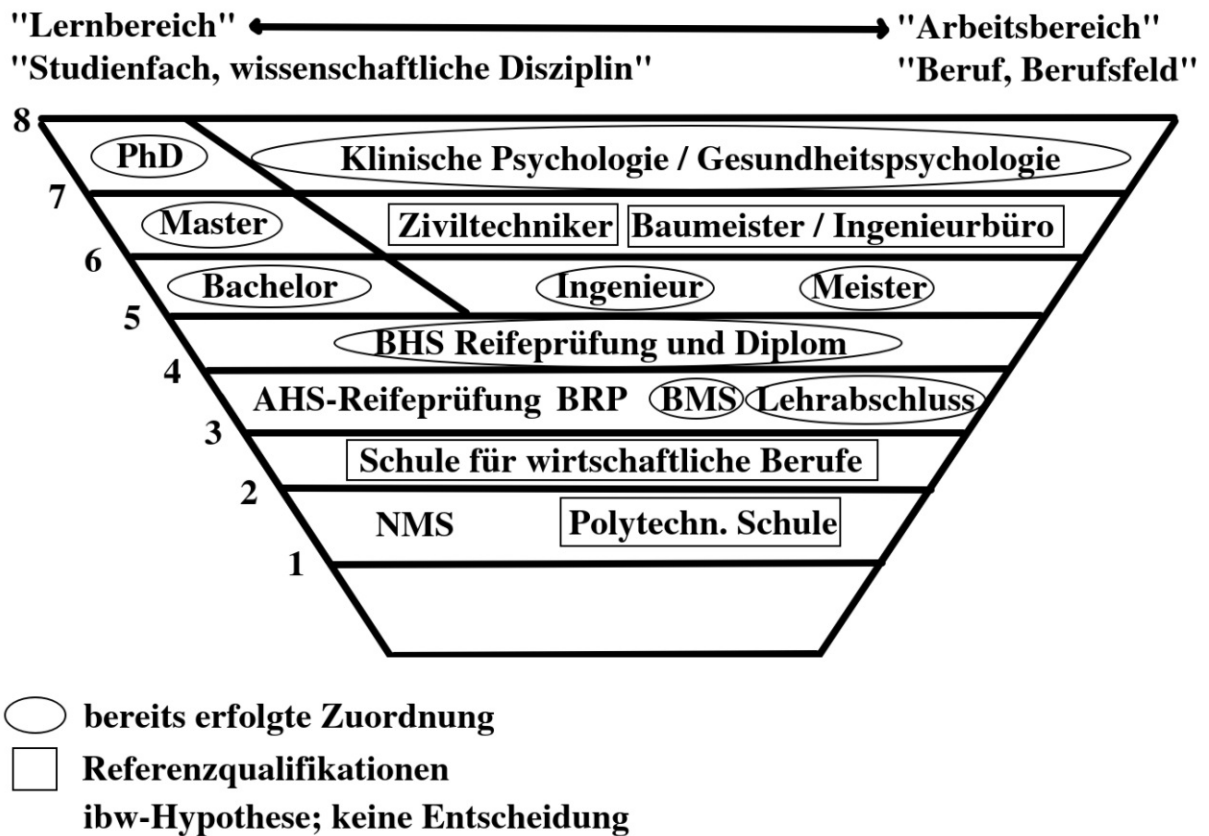 "Lernbereich" "Arbeitsbereich"
"Studienfach, wissenschaftliche Disziplin" "Beruf, Berufsfeld"
8
PhD Klinische Psychologie / Gesundheitspsychologie
7
Master Ziviltechniker Baumeister / Ingenieurbüro
6
Bachelor Ingenieur Meister
5
BHS Reifeprüfung und Diplom
4
AHS-Reifeprüfung BRP BMS Lehrabschluss
3
Schule für wirtschaftliche Berufe
2
NMS Polytechn. Schule
1
bereits erfolgte Zuordnung
Referenzqualifikationen
ibw-Hypothese; keine Entscheidung